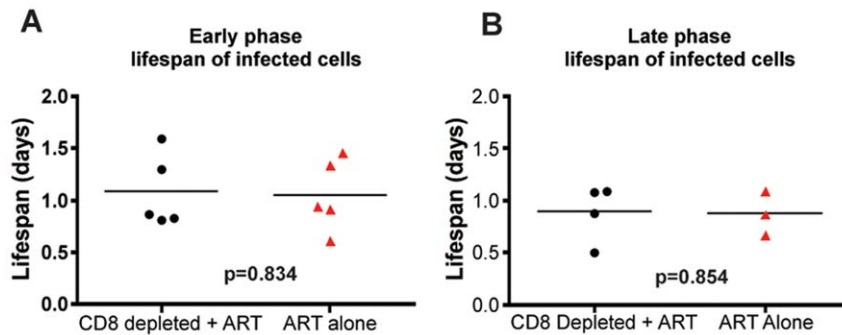 A
Early phase
lifespan of infected cells
Lifespan (days)
2.0
1.5
1.0
0.5
0.0
p=0.834
CD8 depleted + ART
ART alone
B
Late phase
lifespan of infected cells
Lifespan (days)
2.0
1.5
1.0
0.5
0.0
p=0.854
CD8 Depleted + ART
ART Alone